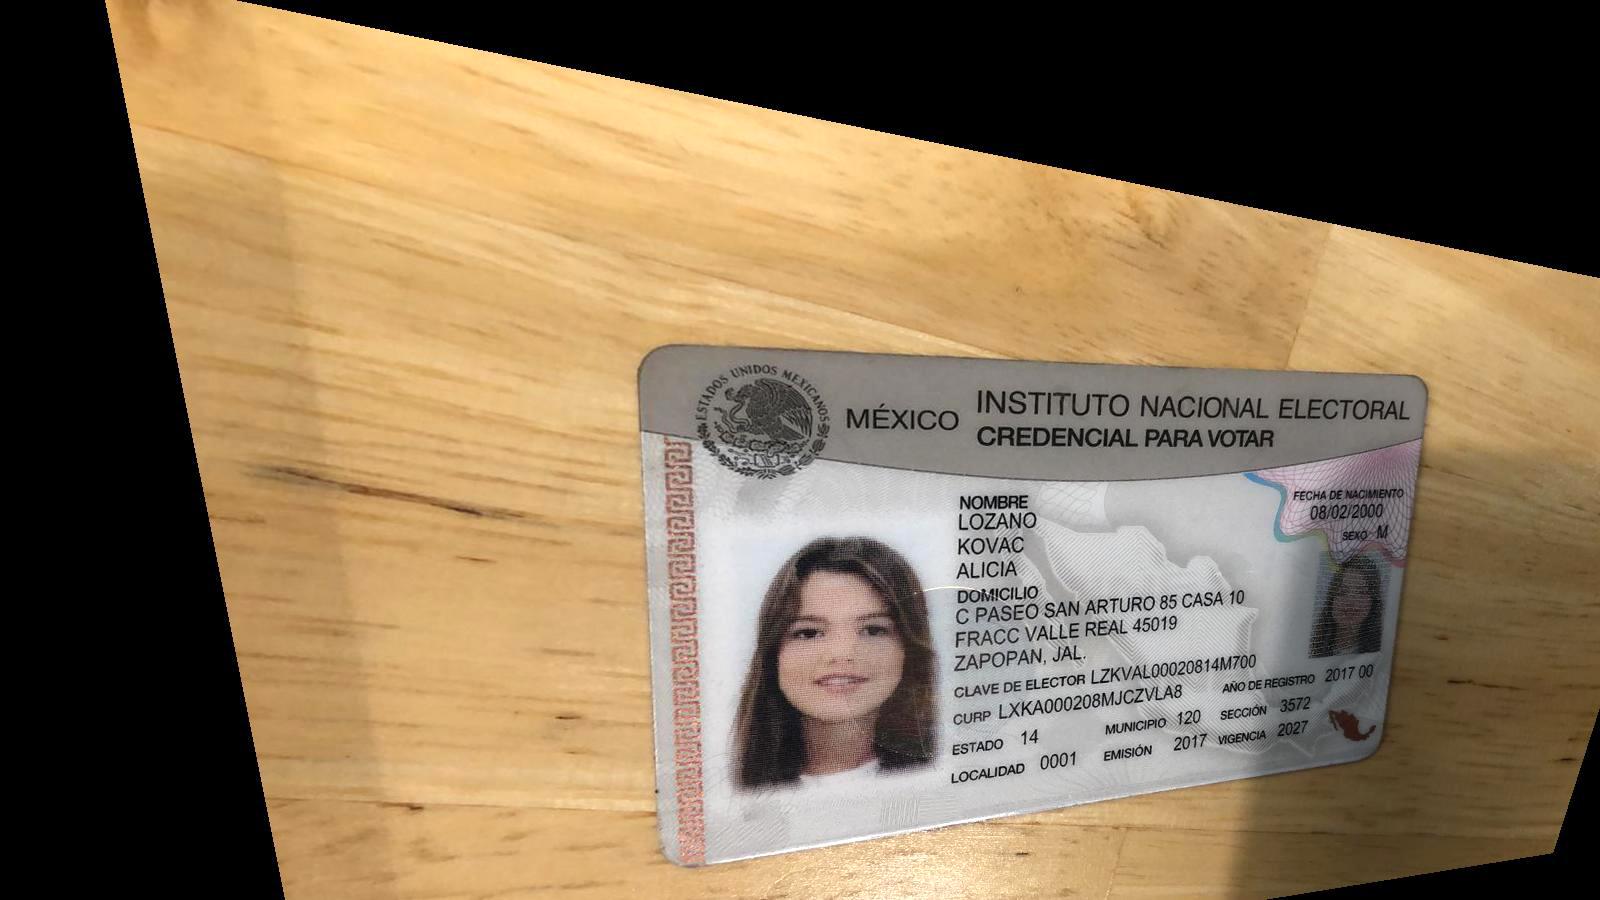 ESTADOS UNIDOS MEXICANOS
MÉXICO
INSTITUTO NACIONAL ELECTORAL
CREDENCIAL PARA VOTAR
NOMBRE
LOZANO
KOVAC
ALICIA
FECHA DE NACIMIENTO
08/02/2000
SEXO M
DOMICILIO
C PASEO SAN ARTURO 85 CASA 10
FRACC VALLE REAL 45019
ZAPOPAN, JAL.
CLAVE DE ELECTOR LZKVAL00020814M700
CURP LXKA000208MJCZVLA8 AÑO DE REGISTRO 2017 00
ESTADO 14 MUNICIPIO 120 SECCIÓN 3572
LOCALIDAD 0001 EMISIÓN 2017 VIGENCIA 2027